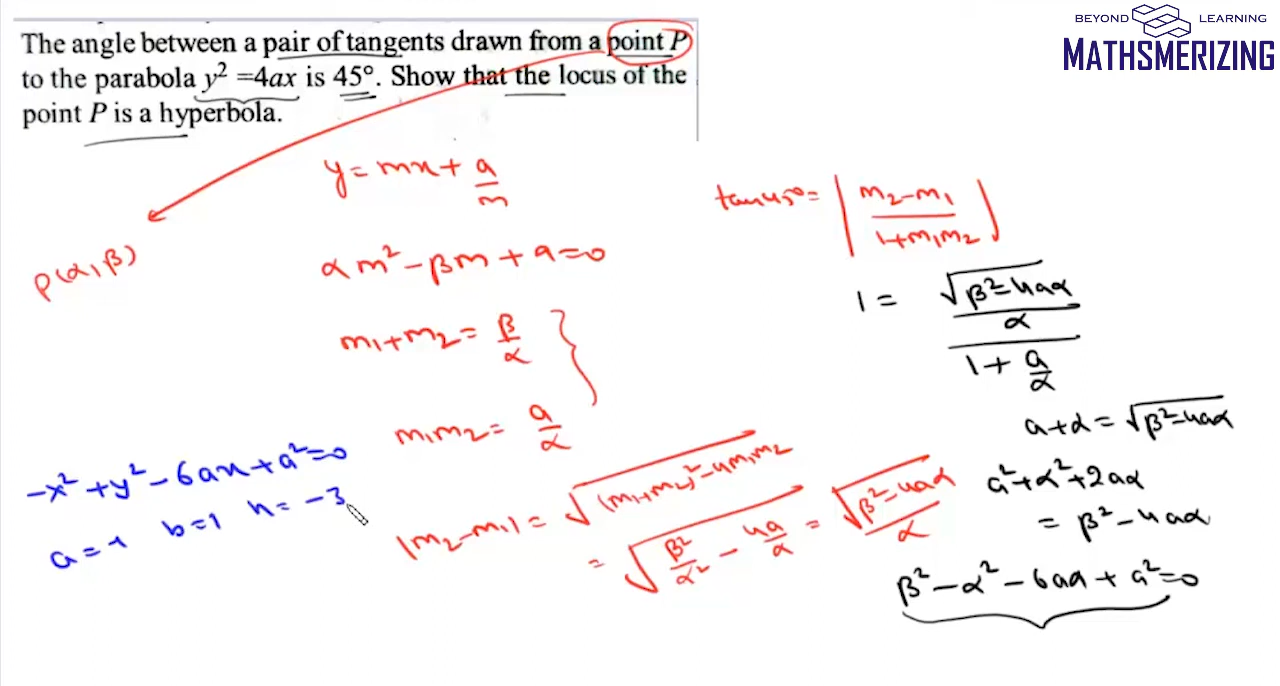 BEYOND LEARNING
MATHSMERIZING
The angle between a pair of tangents drawn from a point P
to the parabola y² =4ax is 45°. Show that the locus of the
point P is a hyperbola.
y = mx + a/m
P(α, β)
αm² - βm + a = 0
m₁ + m₂ = β/α
m₁m₂ = a/α
|m₂ - m₁| = √((m₁+m₂)² - 4m₁m₂)
= √(β²/α² - 4a/α) = √(β² - 4aα)/α
tan 45° = |(m₂ - m₁)/(1 + m₁m₂)|
1 = (√(β² - 4aα)/α)/(1 + a/α)
a + α = √(β² - 4aα)
a² + α² + 2aα
= β² - 4aα
β² - α² - 6aα + a² = 0
-x² + y² - 6ax + a² = 0
a = -1 b = 1 h = -3